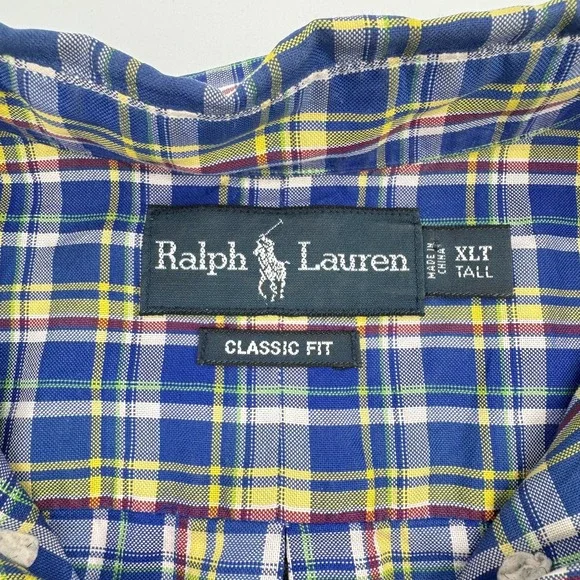 Ralph Lauren
MADE IN
CHINA
XLT
TALL
CLASSIC FIT